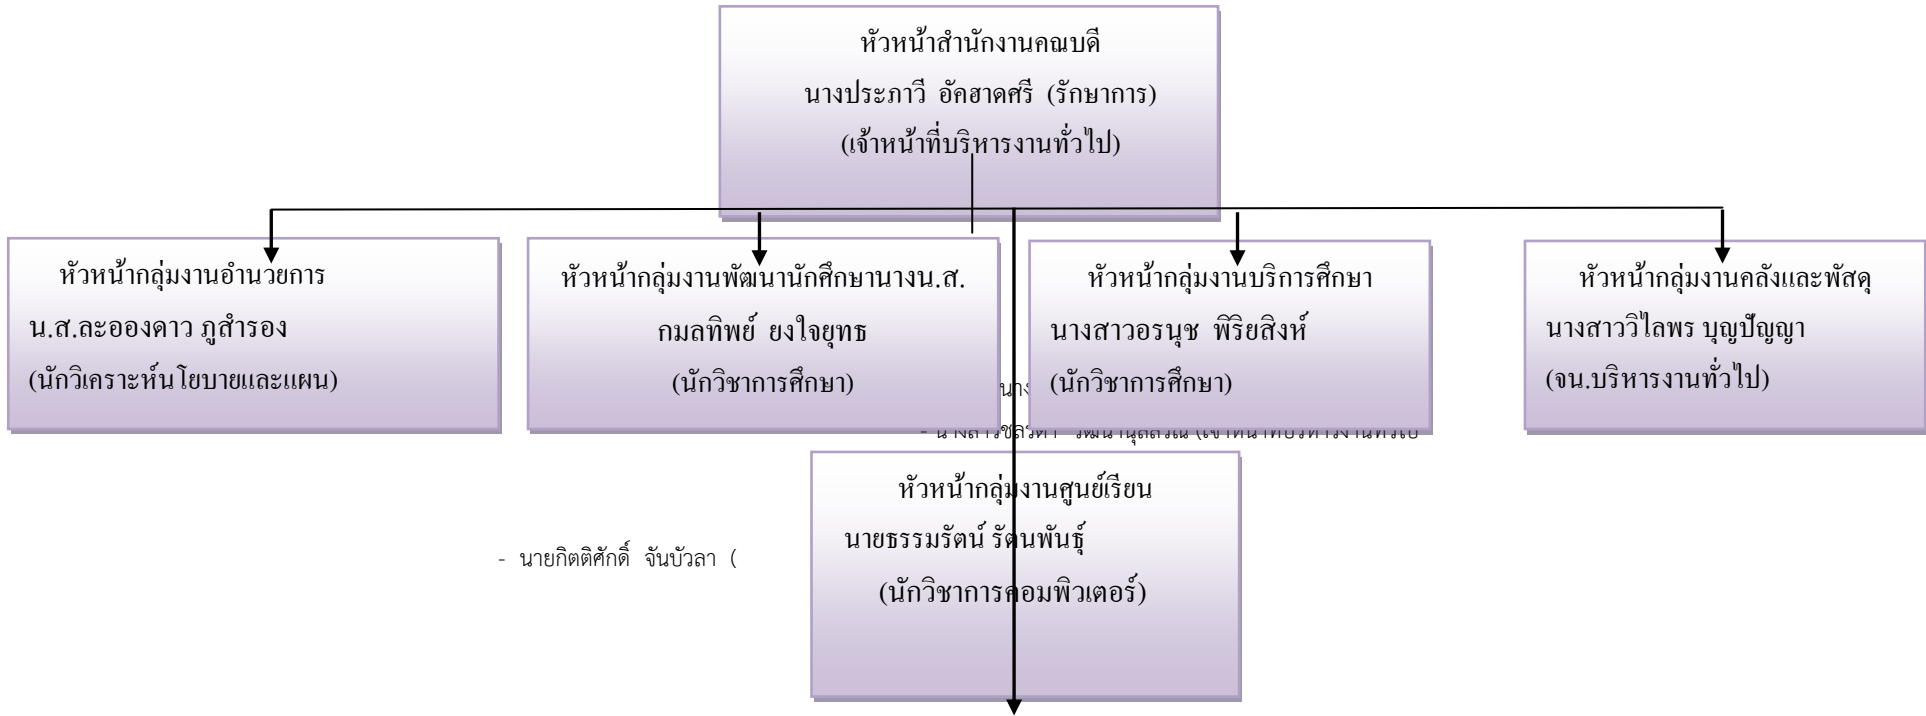 หัวหน้าสำนักงานคณบดี
นางประภาวี อัคฮาดศรี (รักษาการ)
(เจ้าหน้าที่บริหารงานทั่วไป)
หัวหน้ากลุ่มงานอำนวยการ
น.ส.ละอองดาว ภูสำรอง
(นักวิเคราะห์นโยบายและแผน)
หัวหน้ากลุ่มงานพัฒนานักศึกษานางน.ส.
กมลทิพย์ ยงใจยุทธ
(นักวิชาการศึกษา)
หัวหน้ากลุ่มงานบริการศึกษา
นางสาวอรนุช พิริยสิงห์
(นักวิชาการศึกษา)
หัวหน้ากลุ่มงานคลังและพัสดุ
นางสาววิไลพร บุญปัญญา
(จน.บริหารงานทั่วไป)
นาง
หัวหน้ากลุ่มงานศูนย์เรียน
นายธรรมรัตน์ รัตนพันธุ์
(นักวิชาการคอมพิวเตอร์)
- นายกิตติศักดิ์ จันบัวลา (